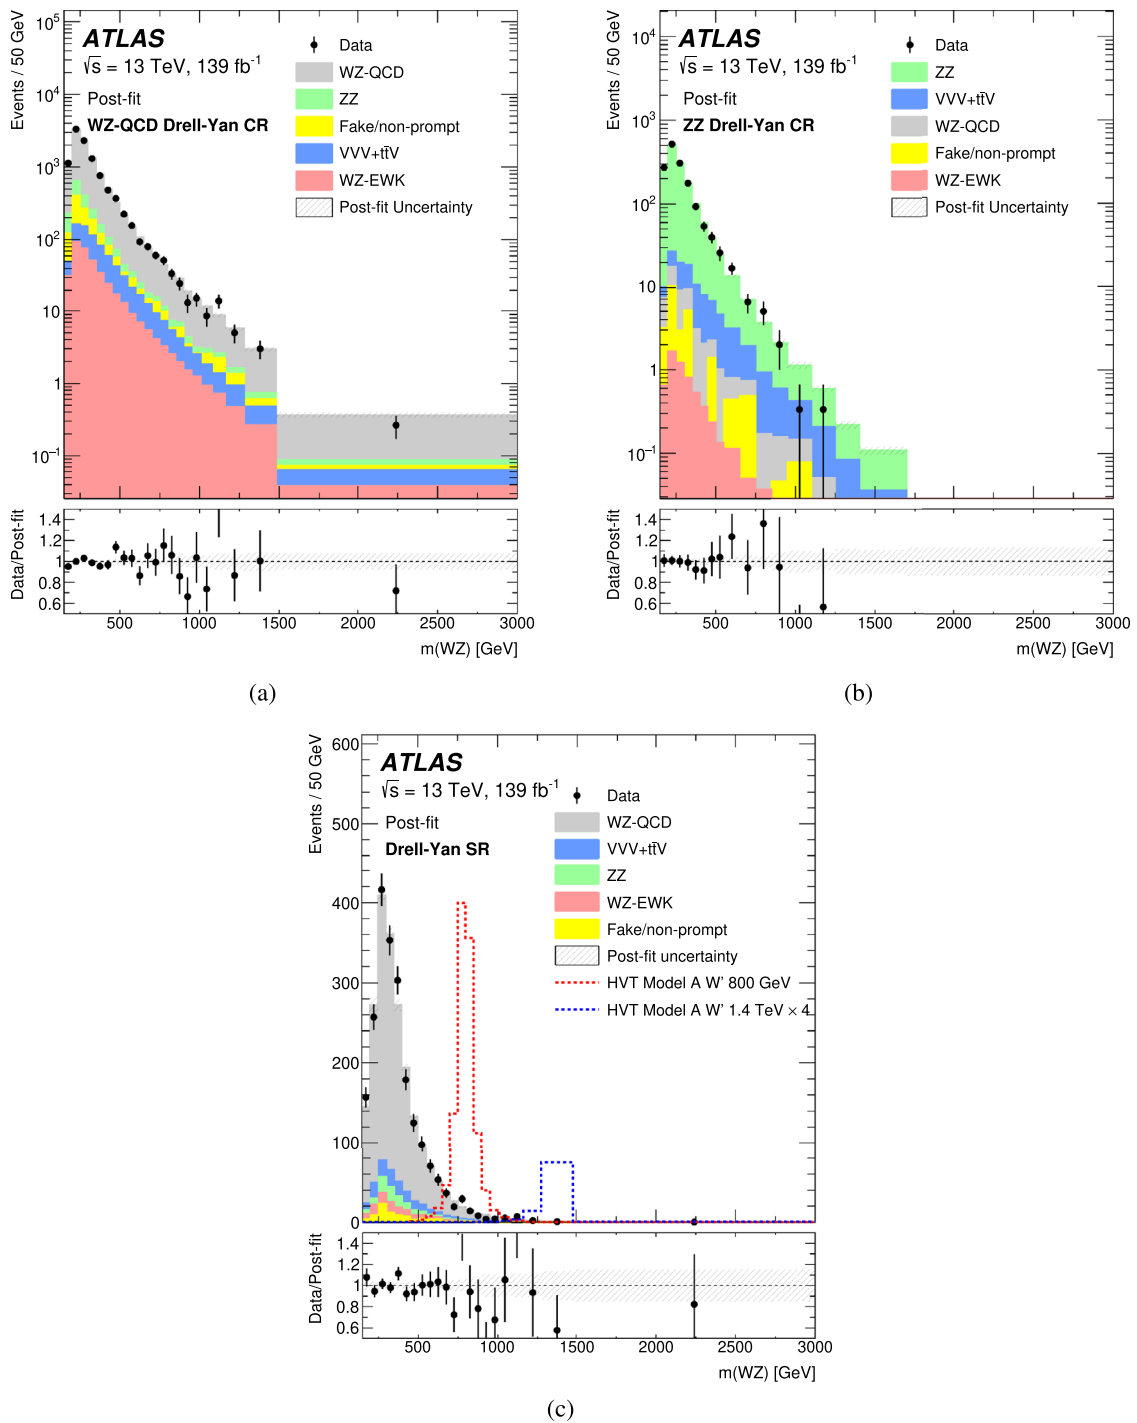 Events / 50 GeV
10⁵
10⁴
10³
10²
10
1
10⁻¹
ATLAS
√s = 13 TeV, 139 fb⁻¹
Post-fit
WZ-QCD Drell-Yan CR
Data
WZ-QCD
ZZ
Fake/non-prompt
VVV+tt̄V
WZ-EWK
Post-fit Uncertainty
Data/Post-fit
1.4
1.2
1.0
0.8
0.6
500 1000 1500 2000 2500 3000
m(WZ) [GeV]
(a)
Events / 50 GeV
10⁴
10³
10²
10
1
10⁻¹
ATLAS
√s = 13 TeV, 139 fb⁻¹
Post-fit
ZZ Drell-Yan CR
Data
ZZ
VVV+tt̄V
WZ-QCD
Fake/non-prompt
WZ-EWK
Post-fit Uncertainty
Data/Post-fit
1.4
1.2
1.0
0.8
0.6
500 1000 1500 2000 2500 3000
m(WZ) [GeV]
(b)
Events / 50 GeV
600
500
400
300
200
100
0
ATLAS
√s = 13 TeV, 139 fb⁻¹
Post-fit
Drell-Yan SR
Data
WZ-QCD
VVV+tt̄V
ZZ
WZ-EWK
Fake/non-prompt
Post-fit uncertainty
HVT Model A W' 800 GeV
HVT Model A W' 1.4 TeV × 4
Data/Post-fit
1.4
1.2
1.0
0.8
0.6
500 1000 1500 2000 2500 3000
m(WZ) [GeV]
(c)